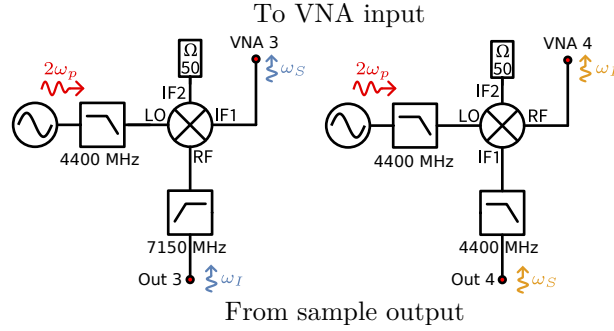 To VNA input
VNA 3
ω_S
Ω
50
2ω_p
IF2
LO
IF1
RF
4400 MHz
7150 MHz
Out 3
ω_I
VNA 4
ω_I
Ω
50
2ω_p
IF2
LO
RF
IF1
4400 MHz
4400 MHz
Out 4
ω_S
From sample output